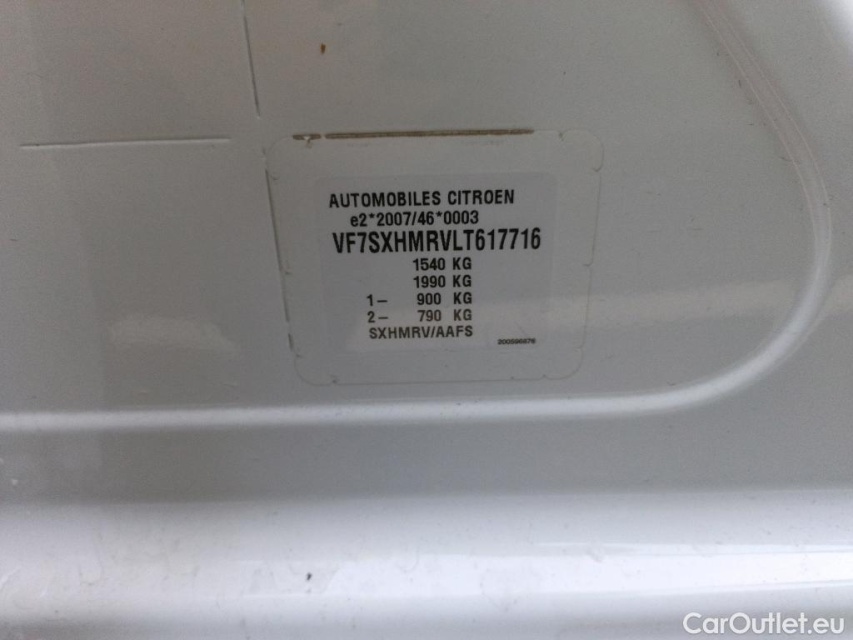 AUTOMOBILES CITROEN
e2*2007/46*0003
VF7SXHMRVLT617716
1540 KG
1990 KG
1– 900 KG
2– 790 KG
SXHMRV/AAFS
CarOutlet.eu